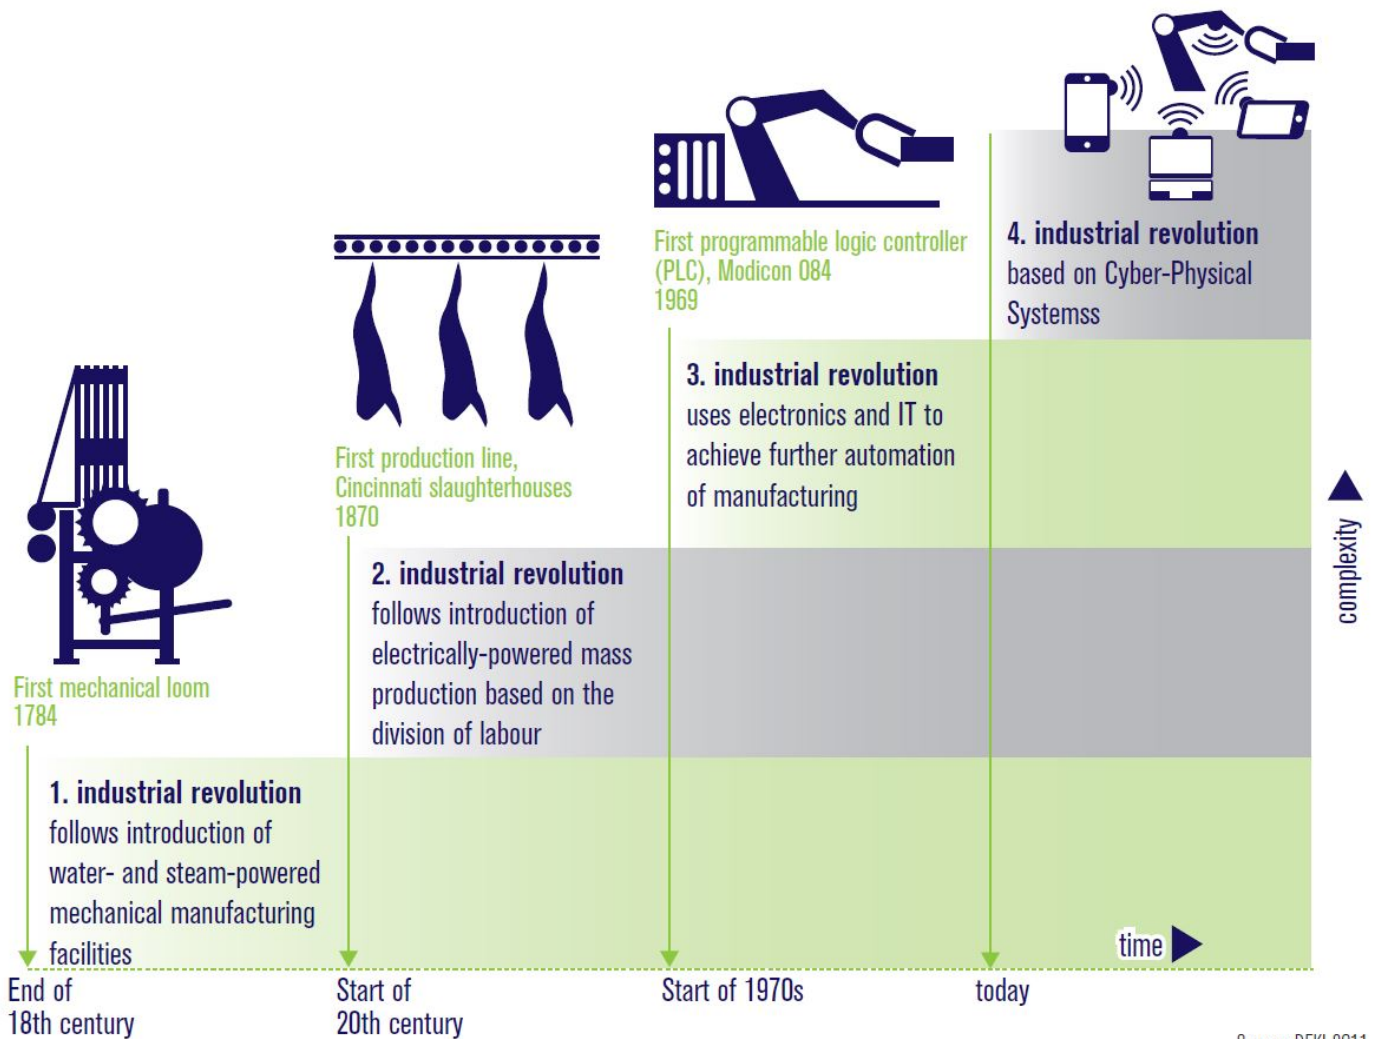 First programmable logic controller
(PLC), Modicon 084
1969
4. industrial revolution
based on Cyber-Physical
Systemss
3. industrial revolution
uses electronics and IT to
achieve further automation
of manufacturing
First production line,
Cincinnati slaughterhouses
1870
2. industrial revolution
follows introduction of
electrically-powered mass
production based on the
division of labour
First mechanical loom
1784
1. industrial revolution
follows introduction of
water- and steam-powered
mechanical manufacturing
facilities
complexity
time
End of
18th century
Start of
20th century
Start of 1970s
today